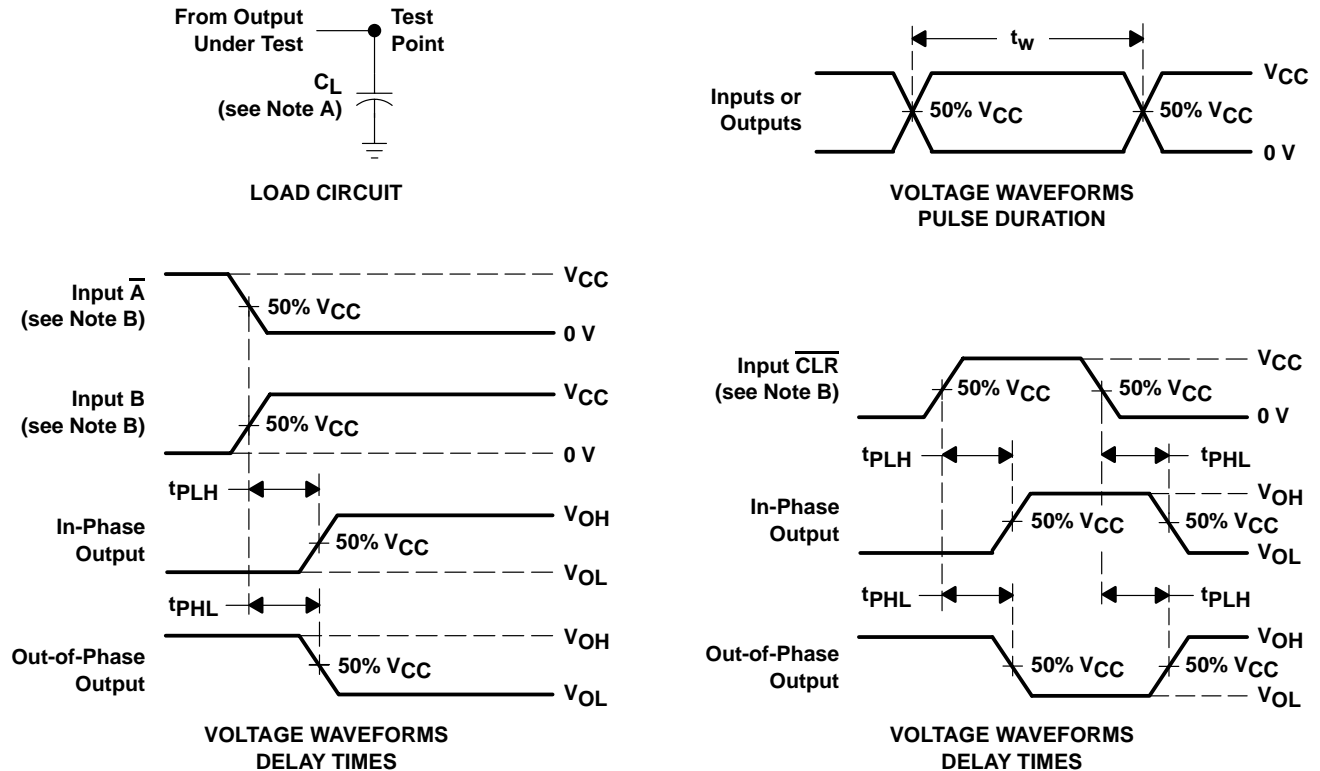 From Output
Under Test
Test
Point
CL
(see Note A)
LOAD CIRCUIT
tw
Inputs or
Outputs
50% VCC
50% VCC
VCC
0 V
VOLTAGE WAVEFORMS
PULSE DURATION
Input A
(see Note B)
50% VCC
VCC
0 V
Input B
(see Note B)
50% VCC
VCC
0 V
tPLH
In-Phase
Output
50% VCC
VOH
VOL
tPHL
Out-of-Phase
Output
50% VCC
VOH
VOL
VOLTAGE WAVEFORMS
DELAY TIMES
Input CLR
(see Note B)
50% VCC
50% VCC
VCC
0 V
tPLH
tPHL
In-Phase
Output
50% VCC
50% VCC
VOH
VOL
tPHL
tPLH
Out-of-Phase
Output
50% VCC
50% VCC
VOH
VOL
VOLTAGE WAVEFORMS
DELAY TIMES